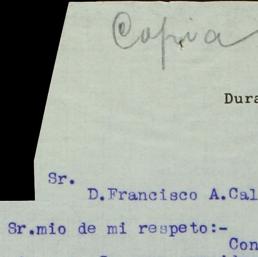 Copia
Dura
Sr.
D.Francisco A.Cal
Sr.mio de mi respeto:-
Con